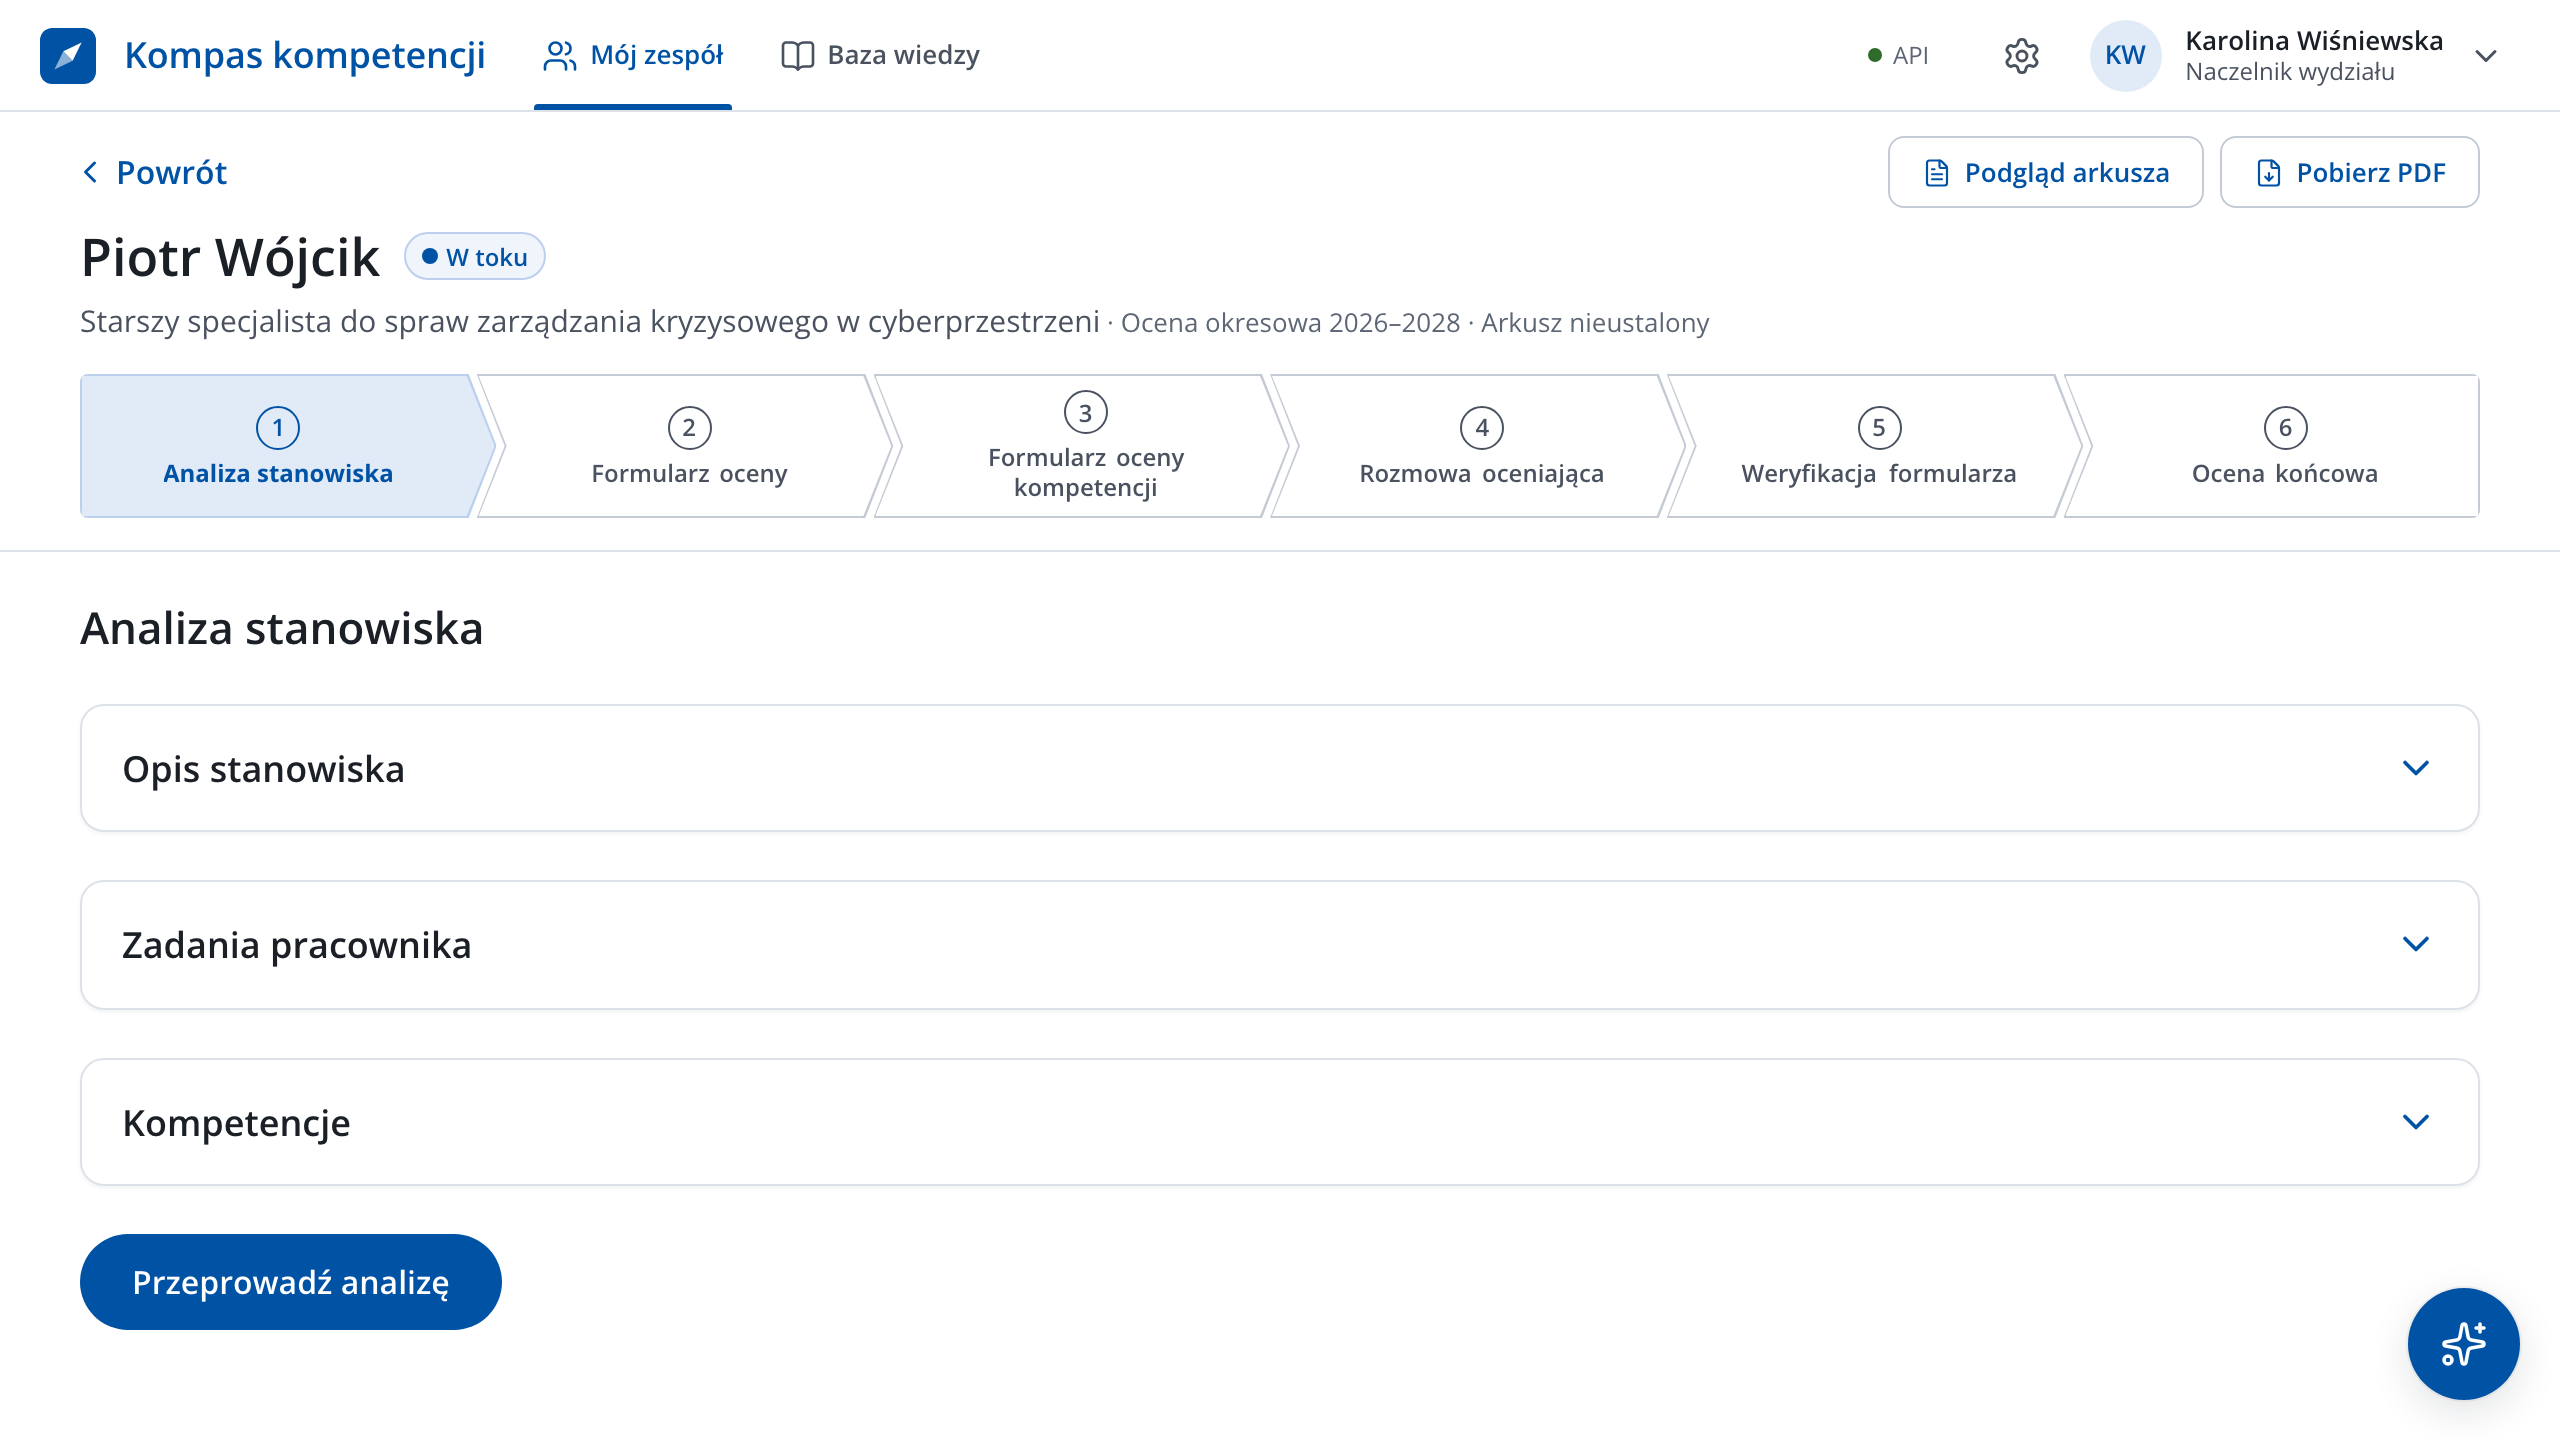 Kompas kompetencji
Mój zespół
Baza wiedzy
API
KW
Karolina Wiśniewska
Naczelnik wydziału
Powrót
Podgląd arkusza
Pobierz PDF
Piotr Wójcik
W toku
Starszy specjalista do spraw zarządzania kryzysowego w cyberprzestrzeni · Ocena okresowa 2026–2028 · Arkusz nieustalony
1
Analiza stanowiska
2
Formularz oceny
3
Formularz oceny
kompetencji
4
Rozmowa oceniająca
5
Weryfikacja formularza
6
Ocena końcowa
Analiza stanowiska
Opis stanowiska
Zadania pracownika
Kompetencje
Przeprowadź analizę